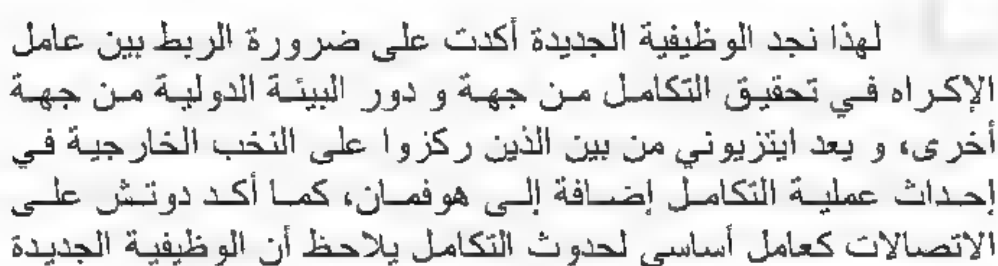 لهذا نجد الوظيفية الجديدة أكدت على ضرورة الربط بين عامل
الإكراه في تحقيق التكامل من جهة و دور البيئة الدولية من جهة
أخرى، و يعد ايتزيوني من بين الذين ركزوا على النخب الخارجية في
إحداث عملية التكامل إضافة إلى هوفمان، كما أكد دوتش على
الاتصالات كعامل أساسي لحدوث التكامل يلاحظ أن الوظيفية الجديدة